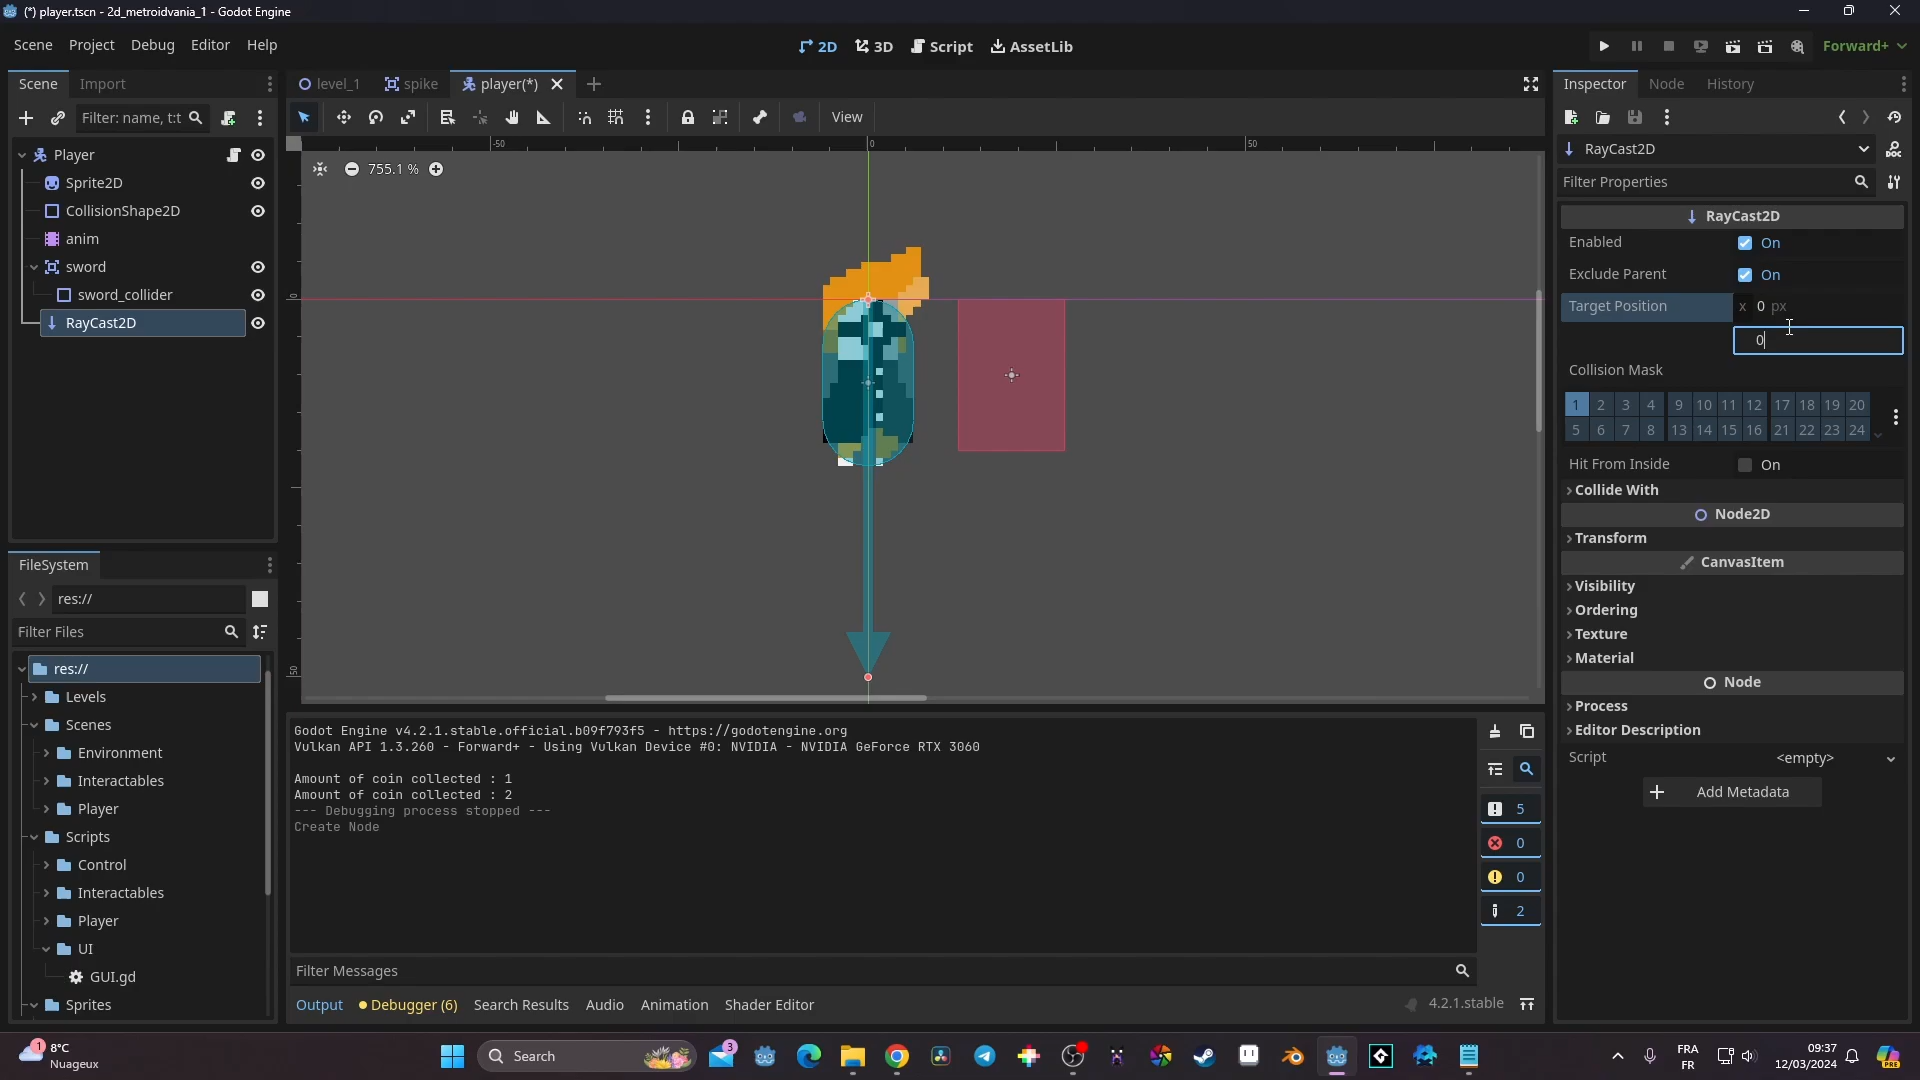 (*) player.tscn - 2d_metroidvania_1 - Godot Engine
Scene Project Debug Editor Help
2D 3D Script AssetLib
Forward+
Scene Import
level_1 spike player(*)
Inspector Node History
Filter: name, t:t
View
RayCast2D
Filter Properties
-50 0 50
755.1 %
0
50
Player
Sprite2D
CollisionShape2D
anim
sword
sword_collider
RayCast2D
RayCast2D
Enabled On
Exclude Parent On
Target Position x 0 px
0
Collision Mask
1 2 3 4 9 10 11 12 17 18 19 20
5 6 7 8 13 14 15 16 21 22 23 24
Hit From Inside On
Collide With
Node2D
Transform
CanvasItem
Visibility
Ordering
Texture
Material
Node
Process
Editor Description
Script <empty>
Add Metadata
FileSystem
res://
Filter Files
res://
Levels
Scenes
Environment
Interactables
Player
Scripts
Control
Interactables
Player
UI
GUI.gd
Sprites
Godot Engine v4.2.1.stable.official.b09f793f5 - https://godotengine.org
Vulkan API 1.3.260 - Forward+ - Using Vulkan Device #0: NVIDIA - NVIDIA GeForce RTX 3060
Amount of coin collected : 1
Amount of coin collected : 2
--- Debugging process stopped ---
Create Node
5
0
0
2
Filter Messages
Output Debugger (6) Search Results Audio Animation Shader Editor
4.2.1.stable
1
8°C
Nuageux
Search
3
FRA
FR
09:37
12/03/2024
PRE